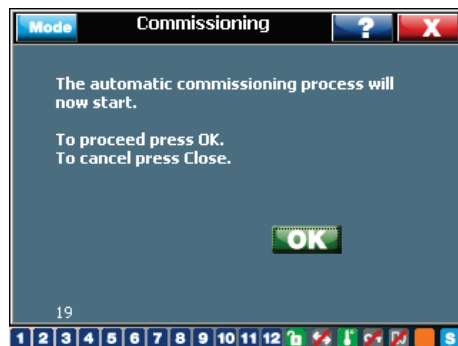 Mode Commissioning ? X
The automatic commissioning process will
now start.
To proceed press OK.
To cancel press Close.
OK
19
1 2 3 4 5 6 7 8 9 10 11 12 S